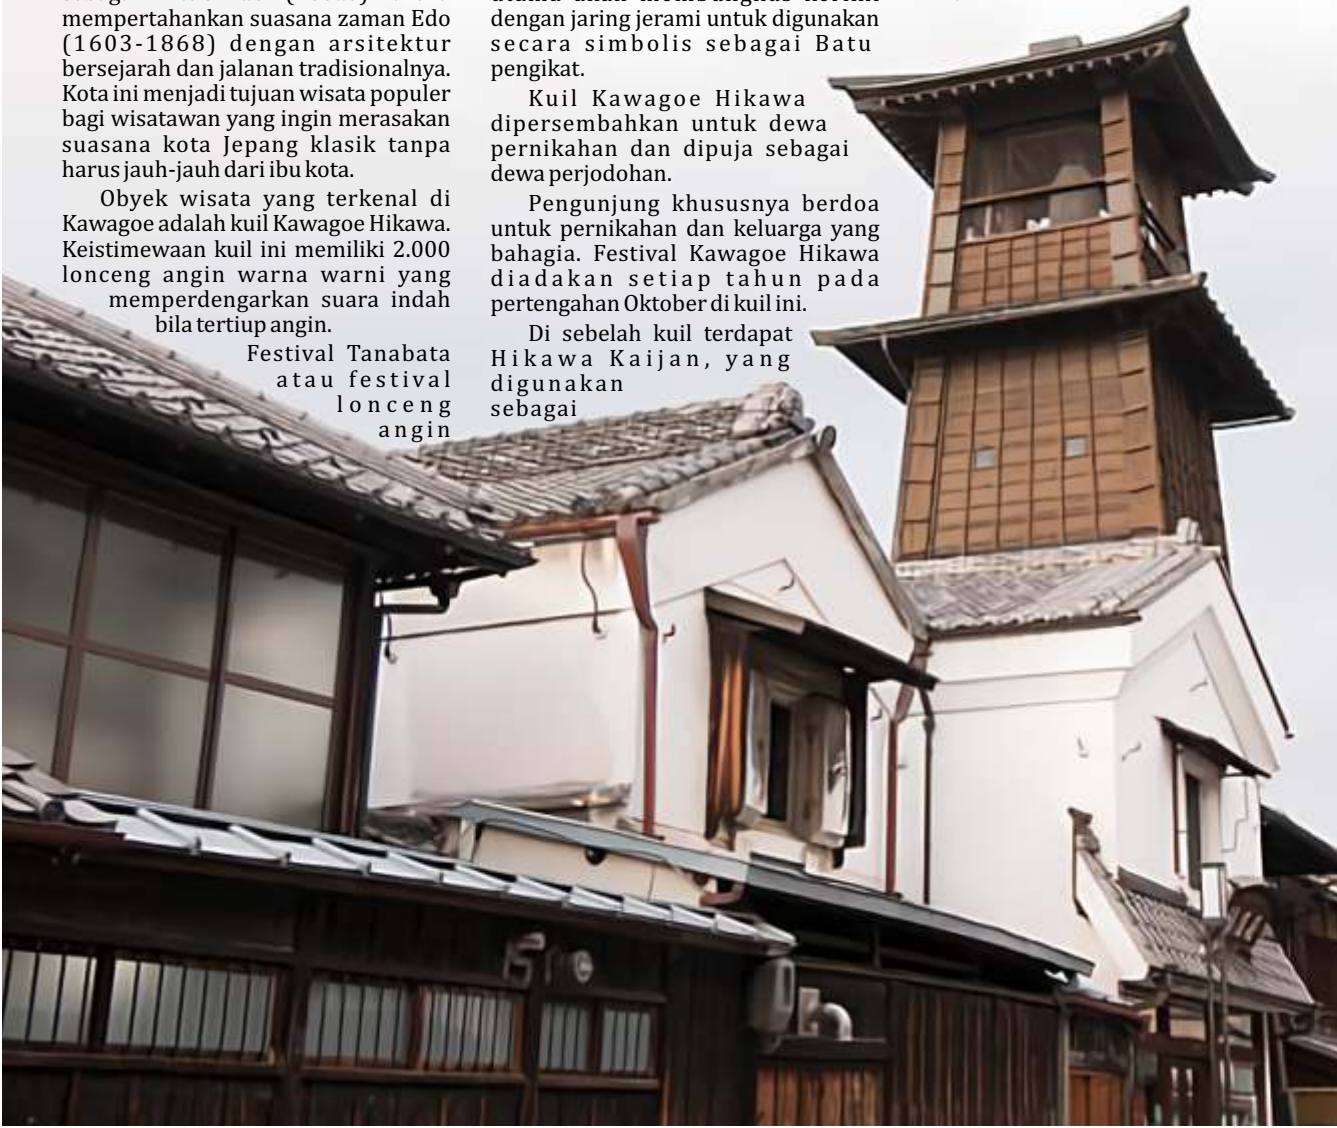 mempertahankan suasana zaman Edo
(1603-1868) dengan arsitektur
bersejarah dan jalanan tradisionalnya.
Kota ini menjadi tujuan wisata populer
bagi wisatawan yang ingin merasakan
suasana kota Jepang klasik tanpa
harus jauh-jauh dari ibu kota.
Obyek wisata yang terkenal di
Kawagoe adalah kuil Kawagoe Hikawa.
Keistimewaan kuil ini memiliki 2.000
lonceng angin warna warni yang
memperdengarkan suara indah
bila tertiup angin.
Festival Tanabata
atau festival
lonceng
angin
dengan jaring jerami untuk digunakan
secara simbolis sebagai Batu
pengikat.
Kuil Kawagoe Hikawa
dipersembahkan untuk dewa
pernikahan dan dipuja sebagai
dewa perjodohan.
Pengunjung khususnya berdoa
untuk pernikahan dan keluarga yang
bahagia. Festival Kawagoe Hikawa
diadakan setiap tahun pada
pertengahan Oktober di kuil ini.
Di sebelah kuil terdapat
Hikawa Kaijan, yang
digunakan
sebagai